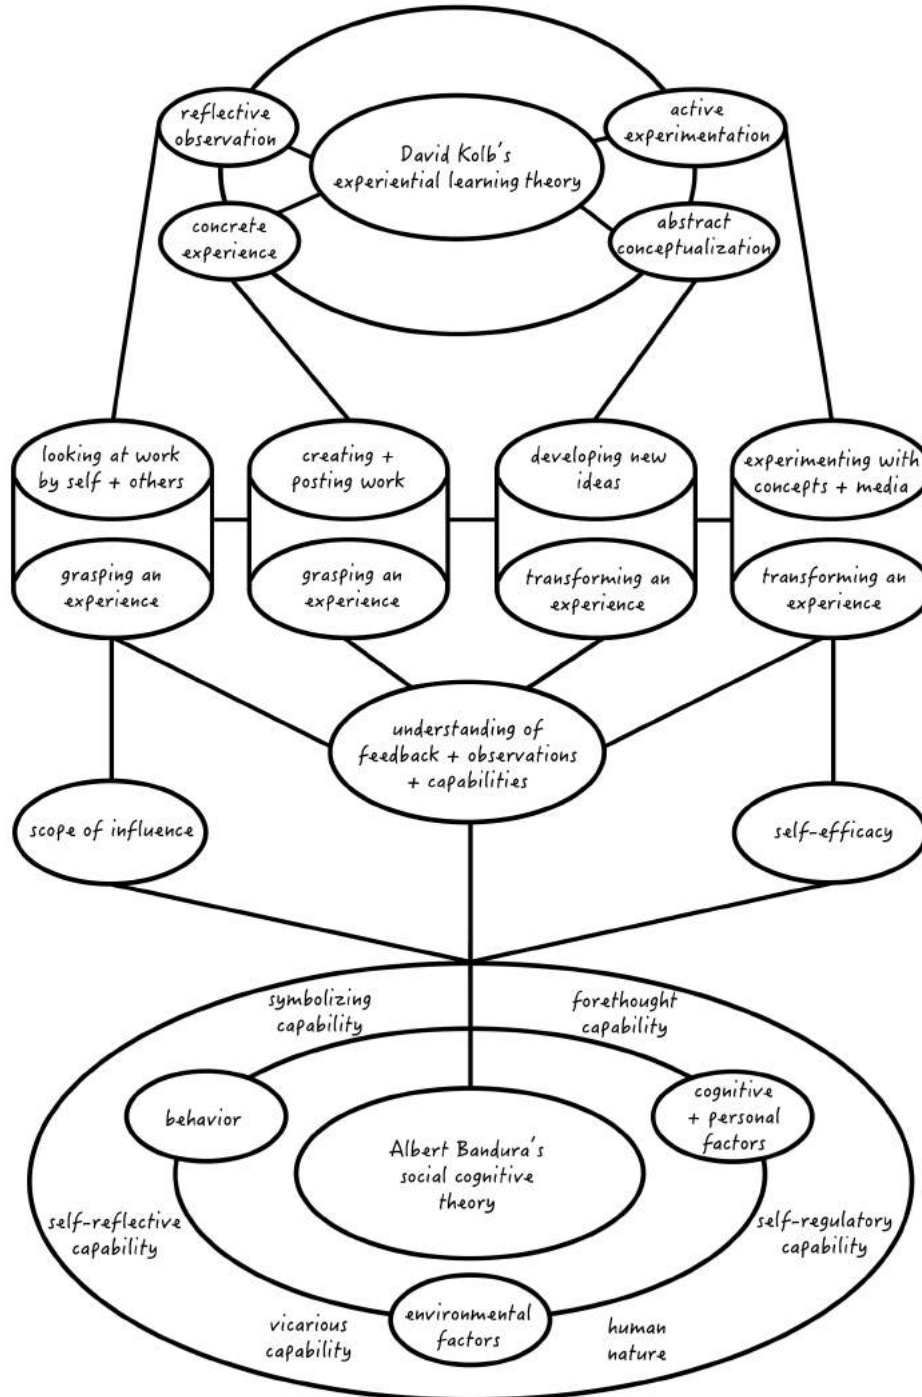 reflective
observation
active
experimentation
David Kolb's
experiential learning theory
concrete
experience
abstract
conceptualization
looking at work
by self + others
creating +
posting work
developing new
ideas
experimenting with
concepts + media
grasping an
experience
grasping an
experience
transforming an
experience
transforming an
experience
understanding of
feedback + observations
+ capabilities
scope of influence
self-efficacy
symbolizing
capability
forethought
capability
behavior
cognitive
+ personal
factors
Albert Bandura's
social cognitive
theory
self-reflective
capability
self-regulatory
capability
vicarious
capability
environmental
factors
human
nature